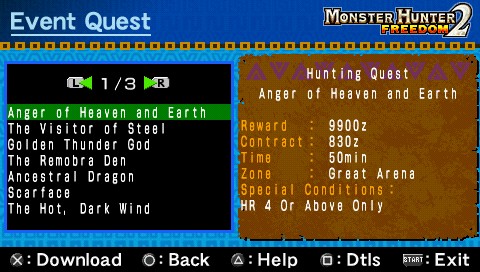 Event Quest
MONSTER HUNTER
FREEDOM 2
L 1/3 R
Anger of Heaven and Earth
The Visitor of Steel
Golden Thunder God
The Remobra Den
Ancestral Dragon
Scarface
The Hot, Dark Wind
Hunting Quest
Anger of Heaven and Earth
Reward : 9900z
Contract : 830z
Time : 50min
Zone : Great Arena
Special Conditions :
HR 4 Or Above Only
:Download :Back :Help :Dtls START:Exit